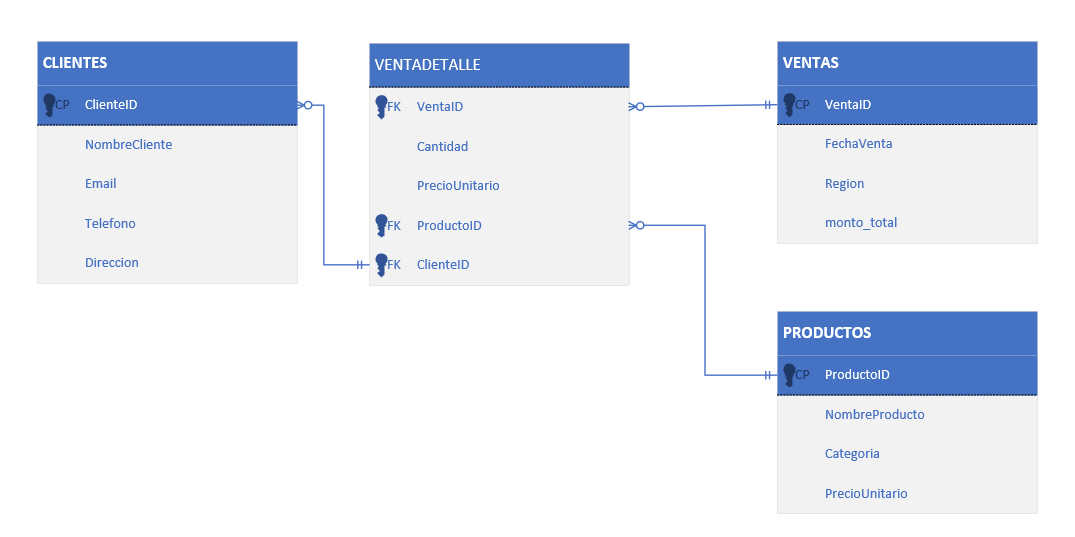 CLIENTES
CP ClienteID
NombreCliente
Email
Telefono
Direccion
VENTADETALLE
FK VentaID
Cantidad
PrecioUnitario
FK ProductoID
FK ClienteID
VENTAS
CP VentaID
FechaVenta
Region
monto_total
PRODUCTOS
CP ProductoID
NombreProducto
Categoria
PrecioUnitario